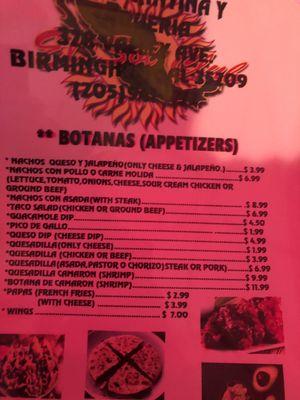 Y
BIRMINGH
** BOTANAS (APPETIZERS)
* NACHOS QUESO Y JALAPEÑO(ONLY CHEESE & JALAPEÑO.)$ 3.99
*NACHOS CON POLLO O CARNE MOLIDA $ 6.99
(LETTUCE,TOMATO,ONIONS,CHEESE,SOUR CREAM CHICKEN OR
GROUND BEEF)
*NACHOS CON ASADA(WITH STEAK) $ 8.99
*TACO SALAD(CHICKEN OR GROUND BEEF) $ 6.99
*GUACAMOLE DIP $ 4.50
*PICO DE GALLO $ 1.99
*QUESO DIP (CHEESE DIP) $ 4.99
*QUESADILLA(ONLY CHEESE) $ 1.99
*QUESADILLA (CHICKEN OR BEEF) $ 3.99
*QUESADILLA(ASADA,PASTOR O CHORIZO)STEAK OR PORK) $ 6.99
*QUESADILLA CAMARON (SHRIMP) $ 9.99
*BOTANA DE CAMARON (SHRIMP) $ 11.99
*PAPAS (FRENCH FRIES) $ 2.99
(WITH CHEESE) $ 3.99
* WINGS $ 7.00